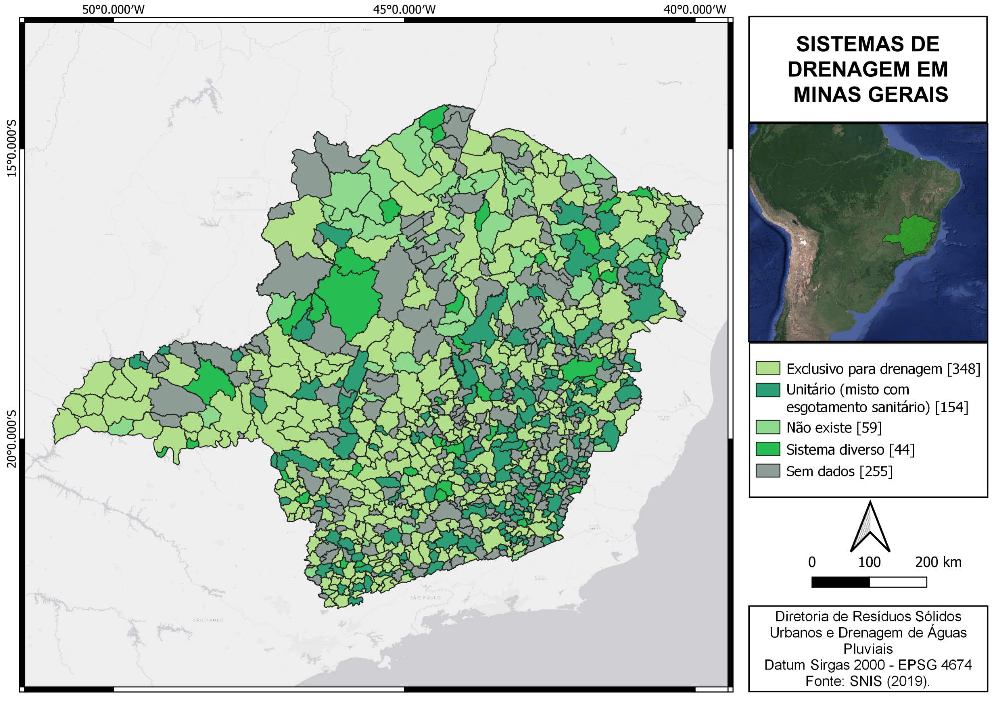 50°0.000′W
45°0.000′W
40°0.000′W
15°0.000′S
20°0.000′S
SÃO PAULO
SÃO PAULO
SISTEMAS DE
DRENAGEM EM
MINAS GERAIS
Exclusivo para drenagem [348]
Unitário (misto com
esgotamento sanitário) [154]
Não existe [59]
Sistema diverso [44]
Sem dados [255]
0 100 200 km
Diretoria de Resíduos Sólidos
Urbanos e Drenagem de Águas
Pluviais
Datum Sirgas 2000 - EPSG 4674
Fonte: SNIS (2019).